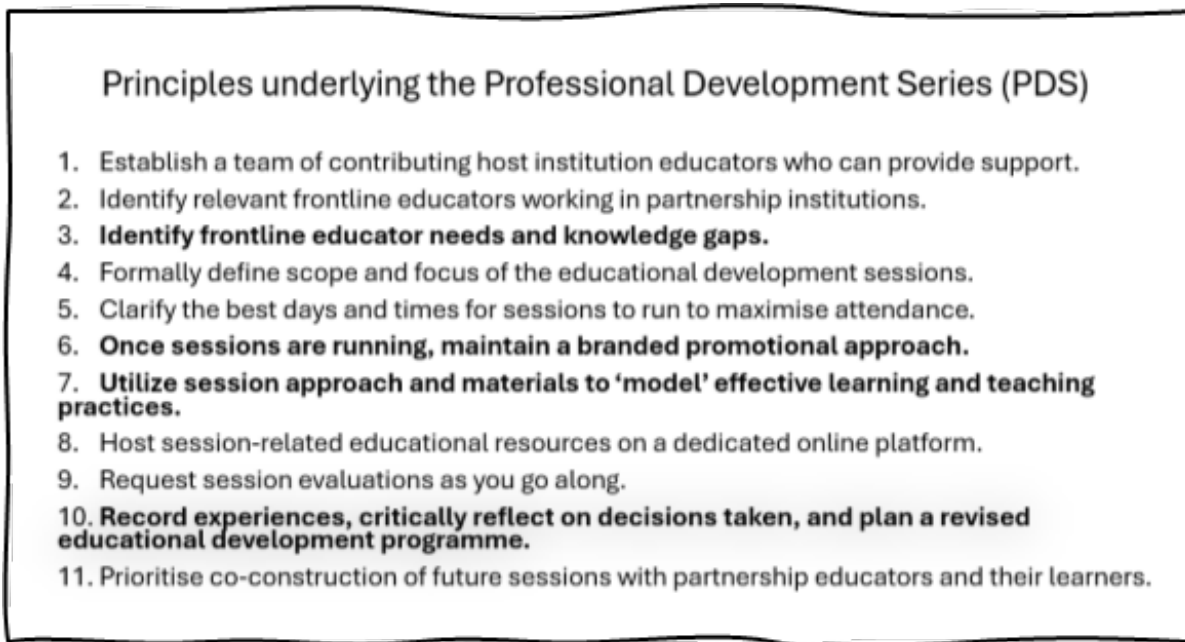 Principles underlying the Professional Development Series (PDS)
1. Establish a team of contributing host institution educators who can provide support.
2. Identify relevant frontline educators working in partnership institutions.
3. Identify frontline educator needs and knowledge gaps.
4. Formally define scope and focus of the educational development sessions.
5. Clarify the best days and times for sessions to run to maximise attendance.
6. Once sessions are running, maintain a branded promotional approach.
7. Utilize session approach and materials to ‘model’ effective learning and teaching
practices.
8. Host session-related educational resources on a dedicated online platform.
9. Request session evaluations as you go along.
10. Record experiences, critically reflect on decisions taken, and plan a revised
educational development programme.
11. Prioritise co-construction of future sessions with partnership educators and their learners.